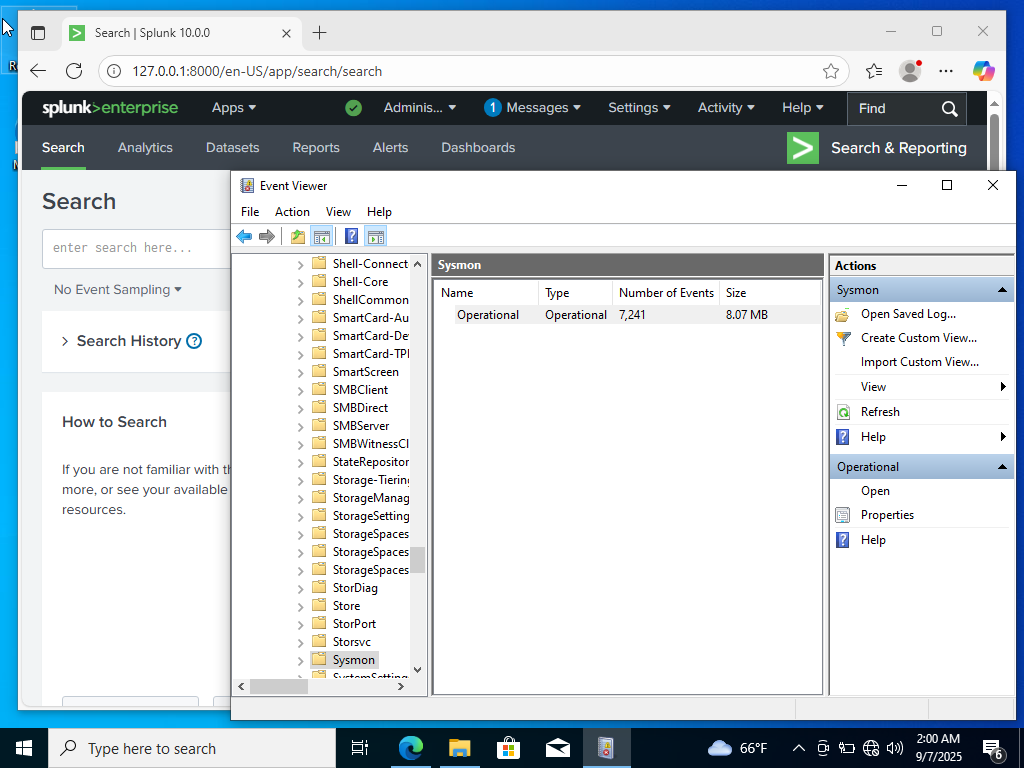 Search | Splunk 10.0.0
127.0.0.1:8000/en-US/app/search/search
splunk>enterprise
Apps
Adminis...
1
Messages
Settings
Activity
Help
Find
Search
Analytics
Datasets
Reports
Alerts
Dashboards
Search & Reporting
Search
enter search here...
No Event Sampling
Search History
How to Search
If you are not familiar with
more, or see your available
resources.
Event Viewer
File
Action
View
Help
Shell-Connect
Shell-Core
ShellCommon
SmartCard-Au
SmartCard-De
SmartCard-TP
SmartScreen
SMBClient
SMBDirect
SMBServer
SMBWitnessCl
StateRepositor
Storage-Tiering
StorageManag
StorageSetting
StorageSpaces
StorageSpaces
StorageSpaces
StorDiag
Store
StorPort
Storsvc
Sysmon
SystemSetting
Sysmon
Name
Type
Number of Events
Size
Operational
Operational
7,241
8.07 MB
Actions
Sysmon
Open Saved Log...
Create Custom View...
Import Custom View...
View
Refresh
Help
Operational
Open
Properties
Help
Type here to search
66°F
2:00 AM
9/7/2025
6